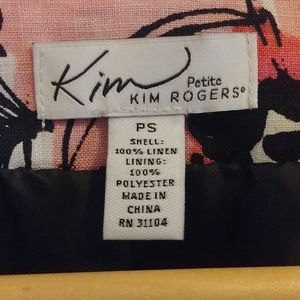 Kim
Petite
KIM ROGERS®
PS
SHELL:
100% LINEN
LINING:
100%
POLYESTER
MADE IN
CHINA
RN 31104